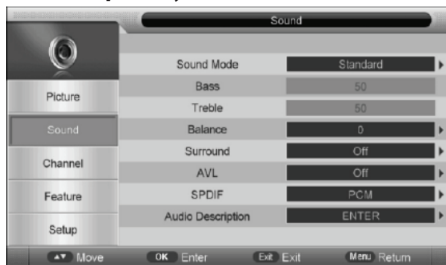 Sound
Sound Mode Standard
Bass 50
Treble 50
Balance 0
Surround Off
AVL Off
SPDIF PCM
Audio Description ENTER
Picture
Sound
Channel
Feature
Setup
Move OK Enter Exit Exit Menu Return